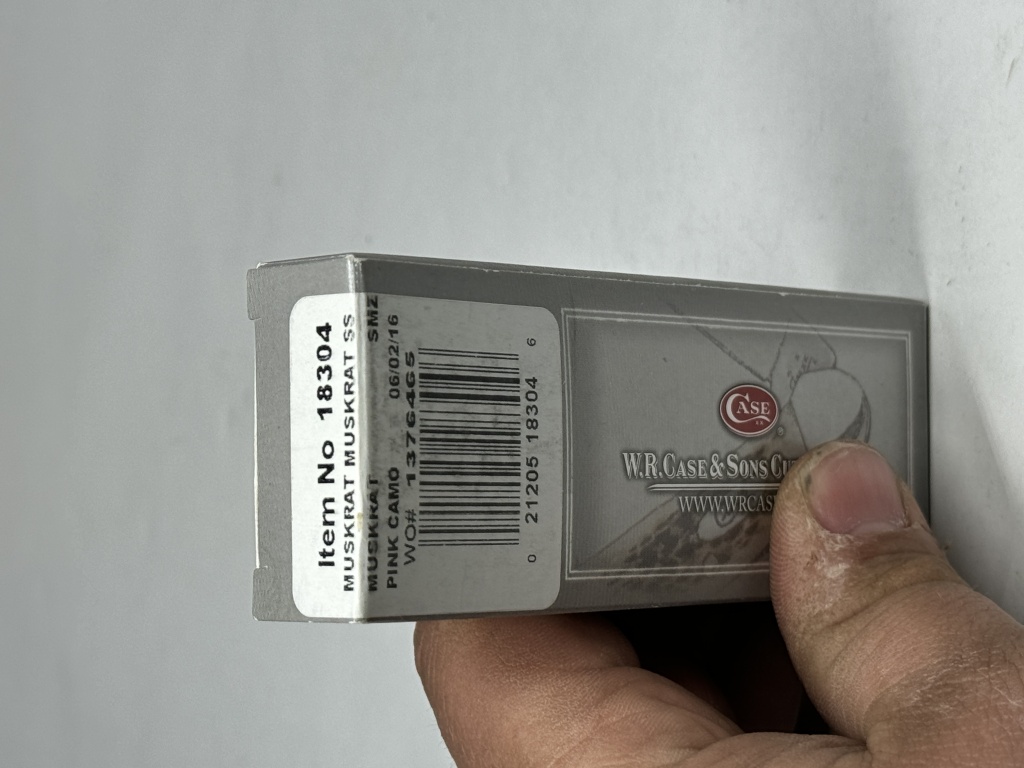 Item No 18304
MUSKRAT MUSKRAT SS
MUSKRAT SMZ
PINK CAMO 06/02/16
WO# 1376465
0 21205 18304 6
CASE
W.R. CASE & SONS
WWW.WRCAS